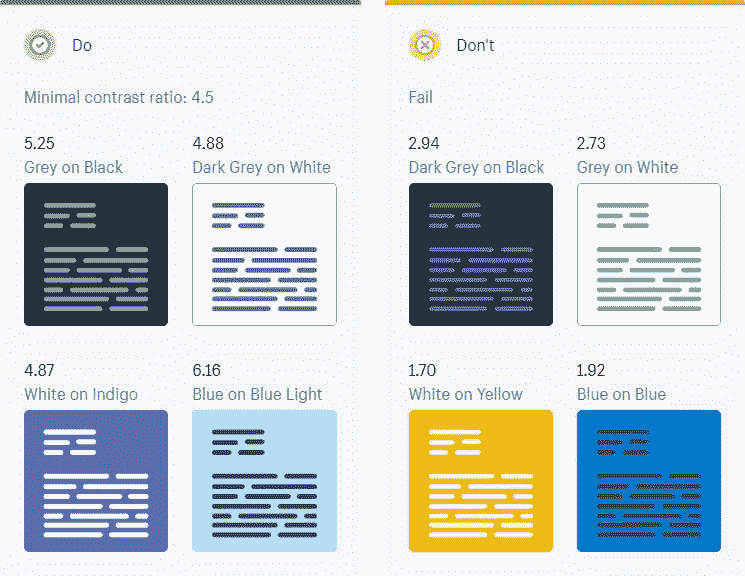 Do
Minimal contrast ratio: 4.5
5.25
Grey on Black
4.88
Dark Grey on White
4.87
White on Indigo
6.16
Blue on Blue Light
Don't
Fail
2.94
Dark Grey on Black
2.73
Grey on White
1.70
White on Yellow
1.92
Blue on Blue